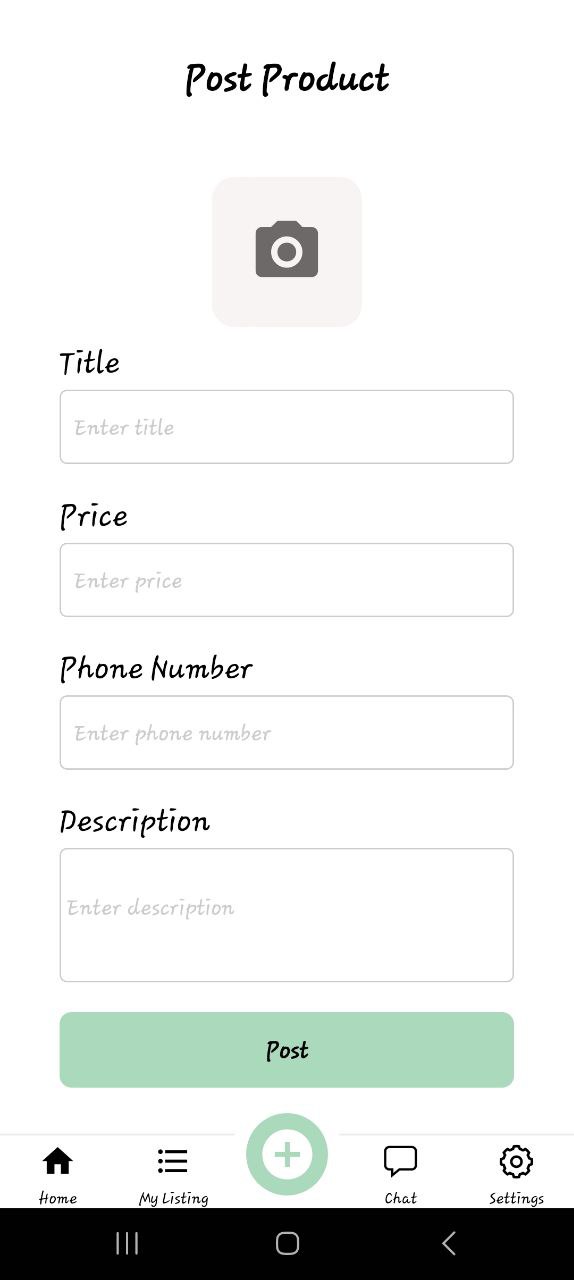 Post Product
Title
Enter title
Price
Enter price
Phone Number
Enter phone number
Description
Enter description
Post
Home
My Listing
Chat
Settings